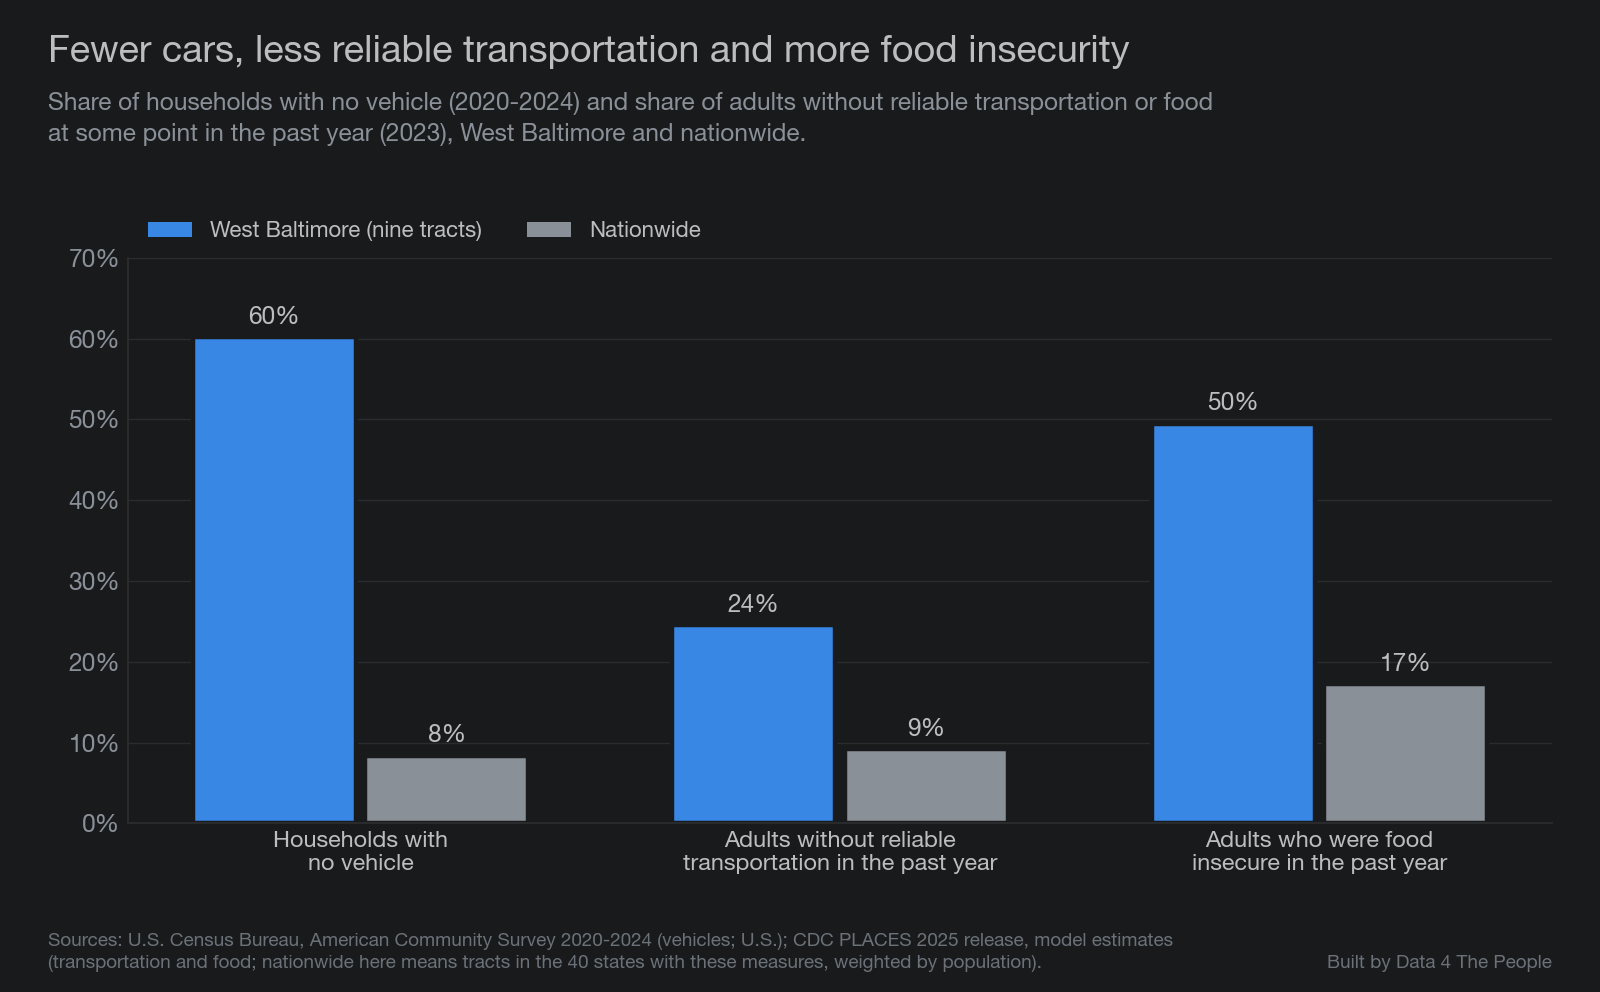 Fewer cars, less reliable transportation and more food insecurity
Share of households with no vehicle (2020-2024) and share of adults without reliable transportation or food
at some point in the past year (2023), West Baltimore and nationwide.
West Baltimore (nine tracts)
Nationwide
70%
60%
50%
40%
30%
20%
10%
0%
60%
8%
24%
9%
50%
17%
Households with
no vehicle
Adults without reliable
transportation in the past year
Adults who were food
insecure in the past year
Sources: U.S. Census Bureau, American Community Survey 2020-2024 (vehicles; U.S.); CDC PLACES 2025 release, model estimates
(transportation and food; nationwide here means tracts in the 40 states with these measures, weighted by population).
Built by Data 4 The People